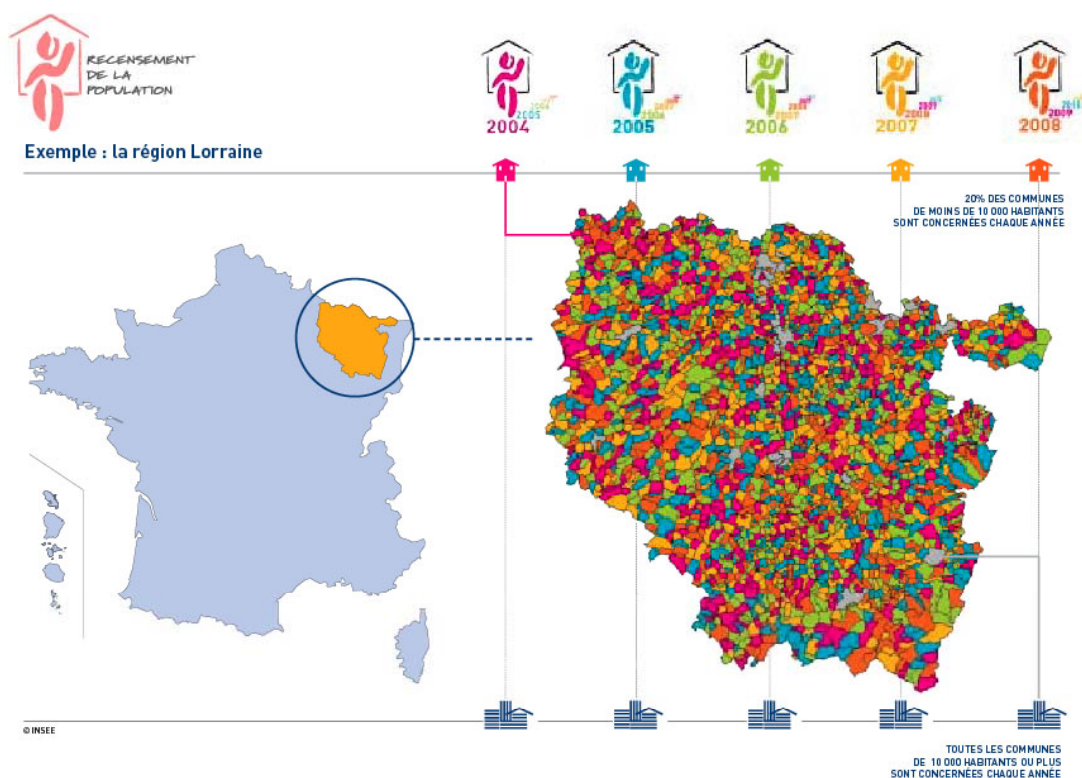 RECENSEMENT
DE LA
POPULATION
2004
2005
2006
2007
2008
Exemple : la région Lorraine
20% DES COMMUNES
DE MOINS DE 10 000 HABITANTS
SONT CONCERNÉES CHAQUE ANNÉE
© INSEE
TOUTES LES COMMUNES
DE 10 000 HABITANTS OU PLUS
SONT CONCERNÉES CHAQUE ANNÉE